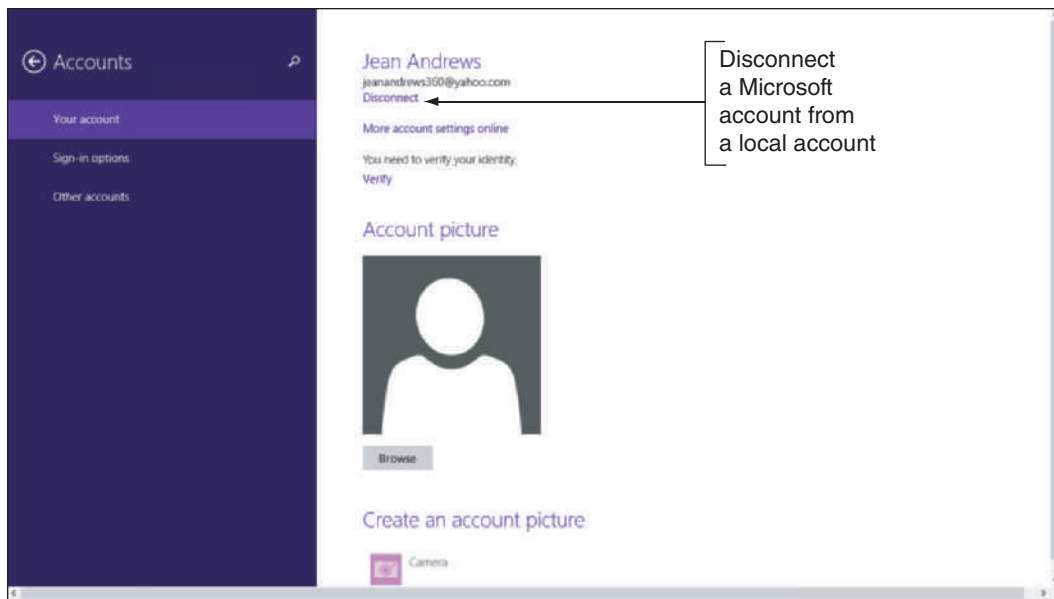 Accounts
Your account
Sign-in options
Other accounts
Jean Andrews
jeanandrews360@yahoo.com
Disconnect
More account settings online
You need to verify your identity.
Verify
Account picture
Browse
Create an account picture
Camera
Disconnect
a Microsoft
account from
a local account